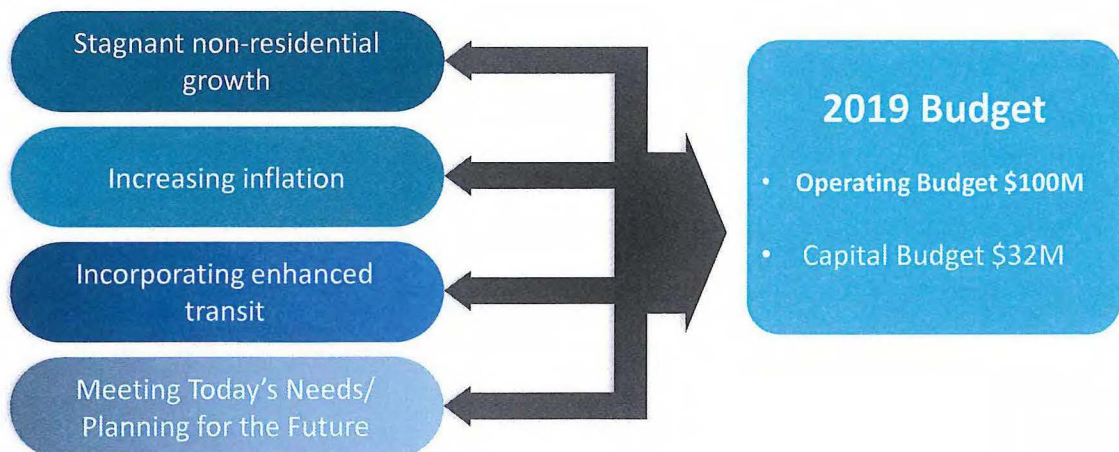 Stagnant non-residential
growth
Increasing inflation
Incorporating enhanced
transit
Meeting Today's Needs/
Planning for the Future
2019 Budget
• Operating Budget $100M
• Capital Budget $32M